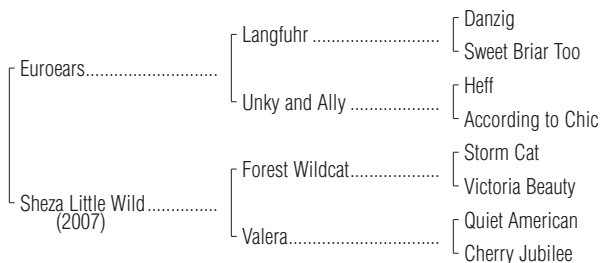 Danzig
Langfuhr ..............................
Sweet Briar Too
Euroears...............................
Heff
Unky and Ally .....................
According to Chic
Storm Cat
Forest Wildcat.....................
Victoria Beauty
Sheza Little Wild ................
(2007)
Quiet American
Valera...................................
Cherry Jubilee